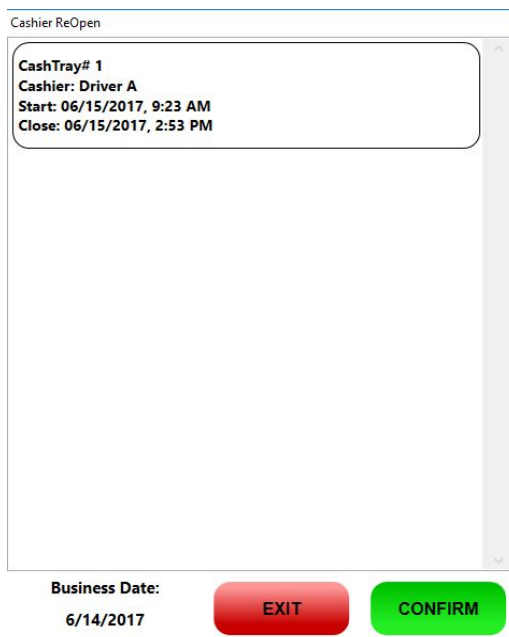 Cashier ReOpen
CashTray# 1
Cashier: Driver A
Start: 06/15/2017, 9:23 AM
Close: 06/15/2017, 2:53 PM
Business Date:
6/14/2017
EXIT
CONFIRM